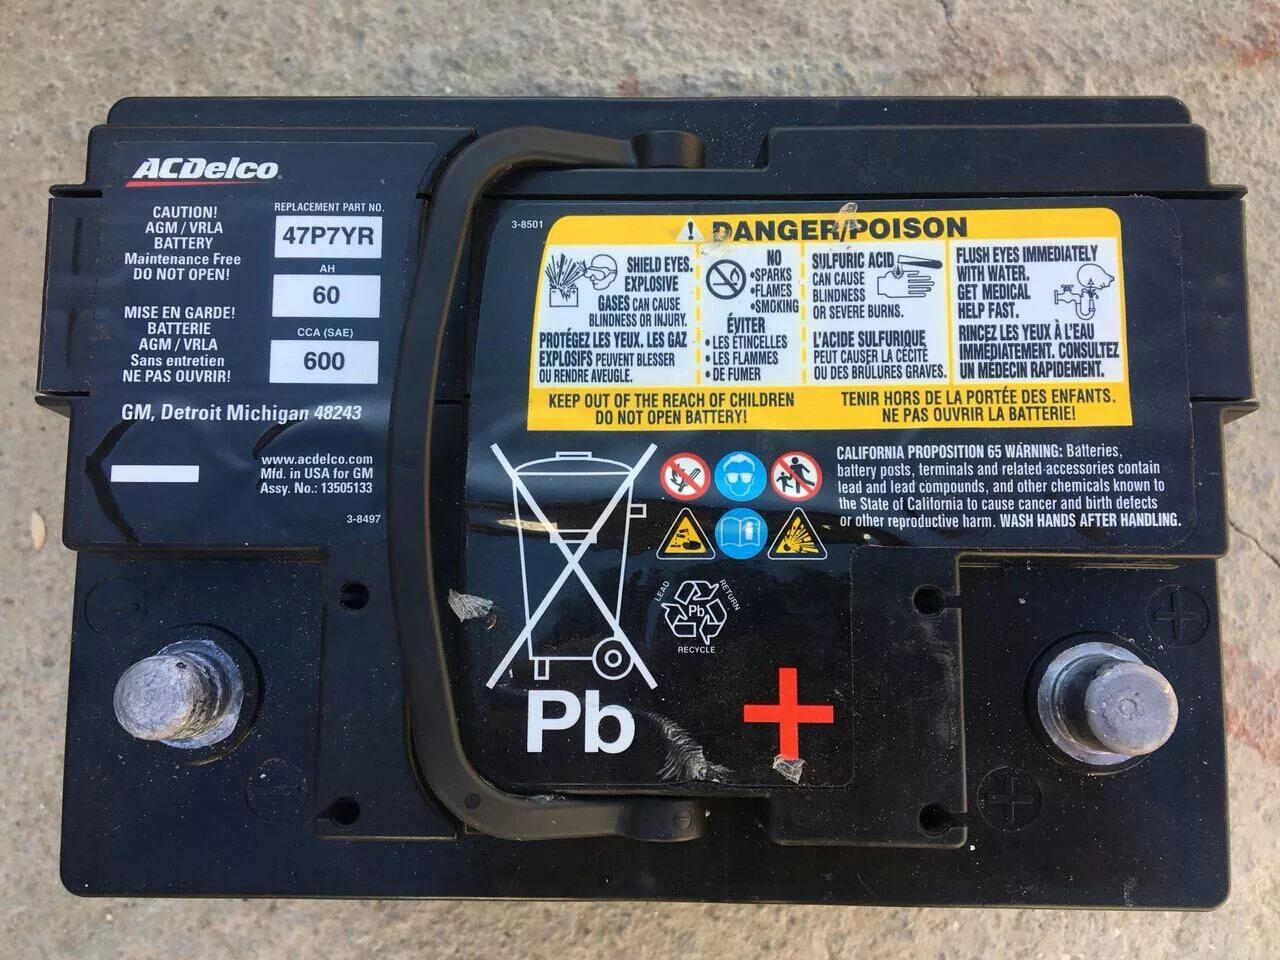 ACDelco
CAUTION!
AGM / VRLA
BATTERY
Maintenance Free
DO NOT OPEN!
MISE EN GARDE!
BATTERIE
AGM / VRLA
Sans entretien
NE PAS OUVRIR!
REPLACEMENT PART NO.
47P7YR
AH
60
CCA (SAE)
600
GM, Detroit Michigan 48243
www.acdelco.com
Mfd. in USA for GM
Assy. No.: 13505133
3-8497
3-8501
! DANGER/POISON
SHIELD EYES.
EXPLOSIVE
GASES CAN CAUSE
BLINDNESS OR INJURY.
PROTÉGEZ LES YEUX. LES GAZ
EXPLOSIFS PEUVENT BLESSER
OU RENDRE AVEUGLE.
NO
•SPARKS
•FLAMES
•SMOKING
ÉVITER
• LES ÉTINCELLES
• LES FLAMMES
• DE FUMER
SULFURIC ACID
CAN CAUSE
BLINDNESS
OR SEVERE BURNS.
L'ACIDE SULFURIQUE
PEUT CAUSER LA CÉCITÉ
OU DES BRÛLURES GRAVES.
FLUSH EYES IMMEDIATELY
WITH WATER.
GET MEDICAL
HELP FAST.
RINCEZ LES YEUX À L'EAU
IMMÉDIATEMENT. CONSULTEZ
UN MÉDECIN RAPIDEMENT.
KEEP OUT OF THE REACH OF CHILDREN
DO NOT OPEN BATTERY!
TENIR HORS DE LA PORTÉE DES ENFANTS.
NE PAS OUVRIR LA BATTERIE!
CALIFORNIA PROPOSITION 65 WARNING: Batteries,
battery posts, terminals and related accessories contain
lead and lead compounds, and other chemicals known to
the State of California to cause cancer and birth defects
or other reproductive harm. WASH HANDS AFTER HANDLING.
LEAD
RETURN
Pb
RECYCLE
Pb
+